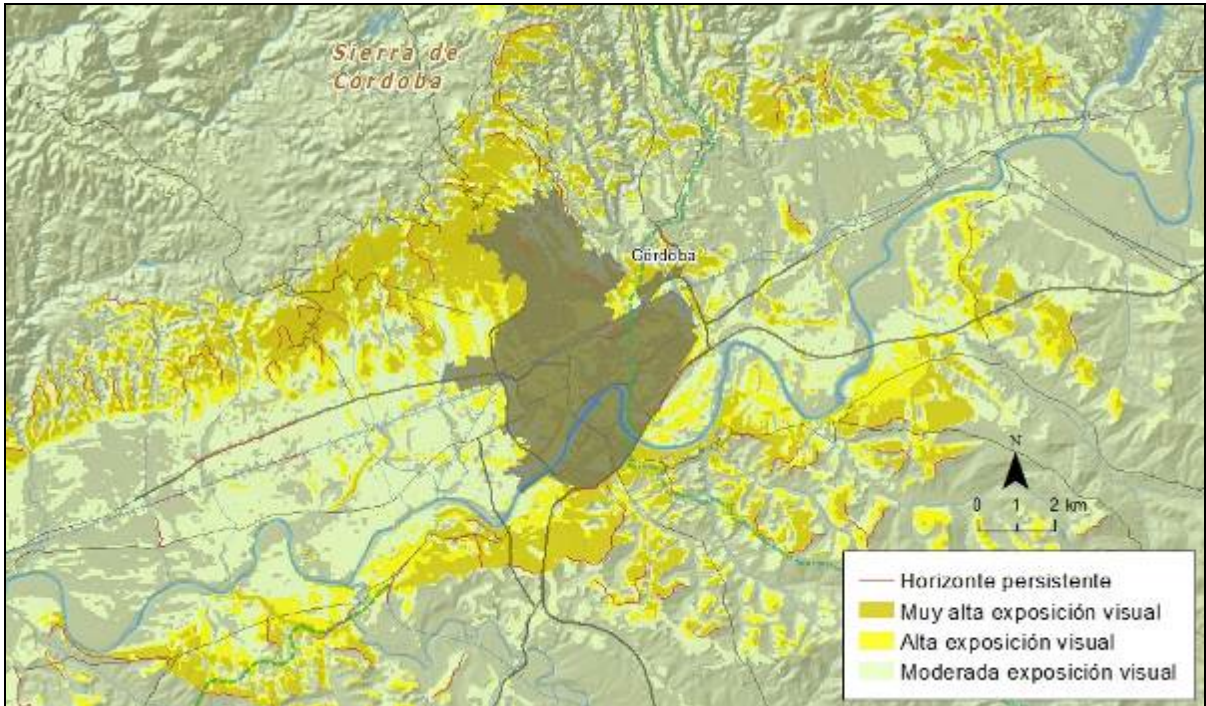 Sierra de
Córdoba
Córdoba
N
0 1 2 km
Horizonte persistente
Muy alta exposición visual
Alta exposición visual
Moderada exposición visual